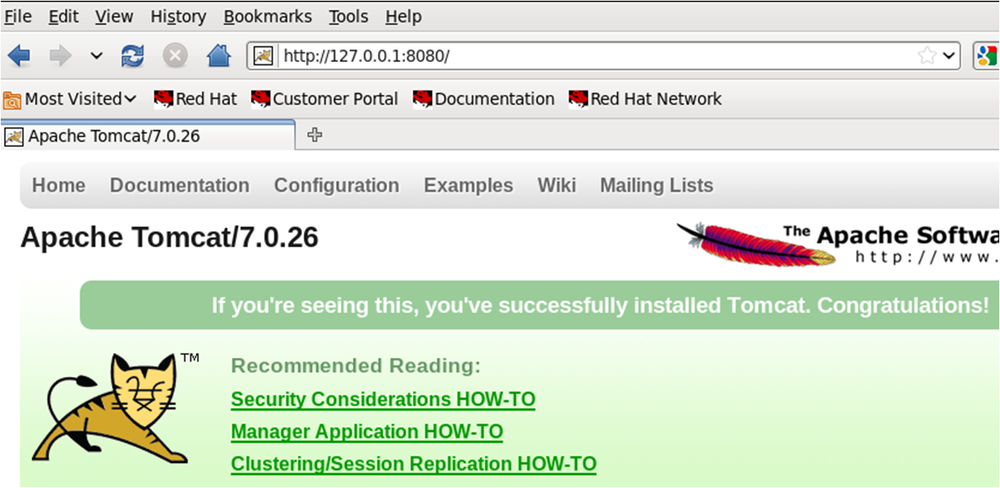 File Edit View History Bookmarks Tools Help
http://127.0.0.1:8080/
Most Visited Red Hat Customer Portal Documentation Red Hat Network
Apache Tomcat/7.0.26
Home Documentation Configuration Examples Wiki Mailing Lists
Apache Tomcat/7.0.26
The Apache Softwa
http://www.
If you're seeing this, you've successfully installed Tomcat. Congratulations!
TM
Recommended Reading:
Security Considerations HOW-TO
Manager Application HOW-TO
Clustering/Session Replication HOW-TO